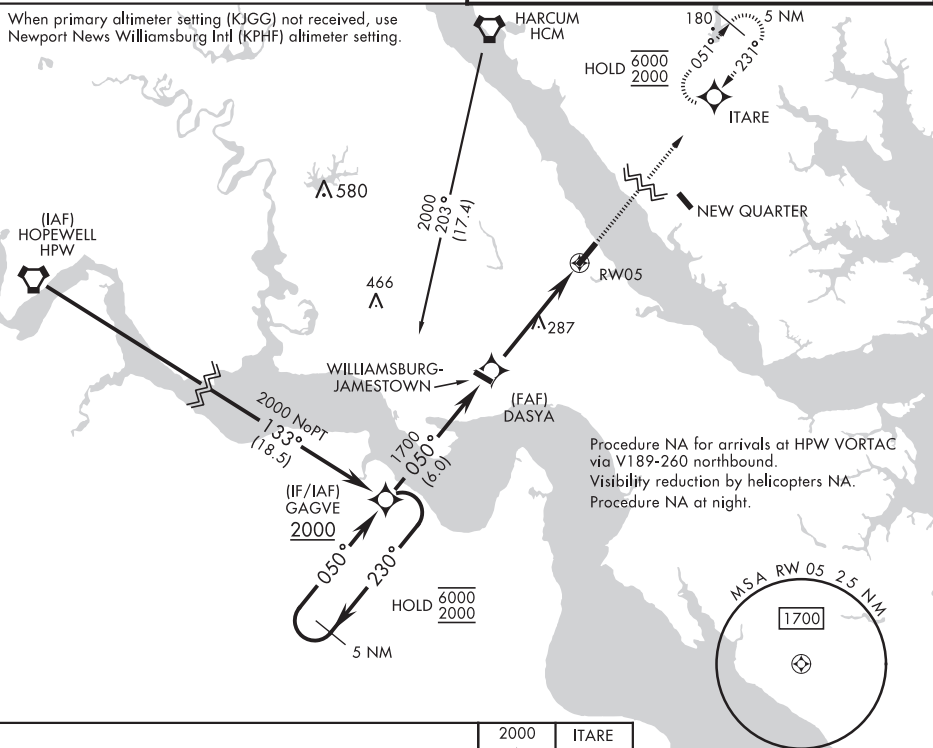 When primary altimeter setting (KJGG) not received, use
Newport News Williamsburg Intl (KPHF) altimeter setting.
HARCUM
HCM
180
5 NM
HOLD 6000
2000
051°
231°
ITARE
580
2000
203°
(17.4)
NEW QUARTER
(IAF)
HOPEWELL
HPW
RW05
466
287
WILLIAMSBURG-
JAMESTOWN
(FAF)
DASYA
2000 NoPT
133°
(18.5)
1700
050°
(6.0)
Procedure NA for arrivals at HPW VORTAC
via V189-260 northbound.
Visibility reduction by helicopters NA.
Procedure NA at night.
(IF/IAF)
GAGVE
2000
050°
230°
HOLD 6000
2000
5 NM
MSA RW 05 25 NM
1700
2000
ITARE